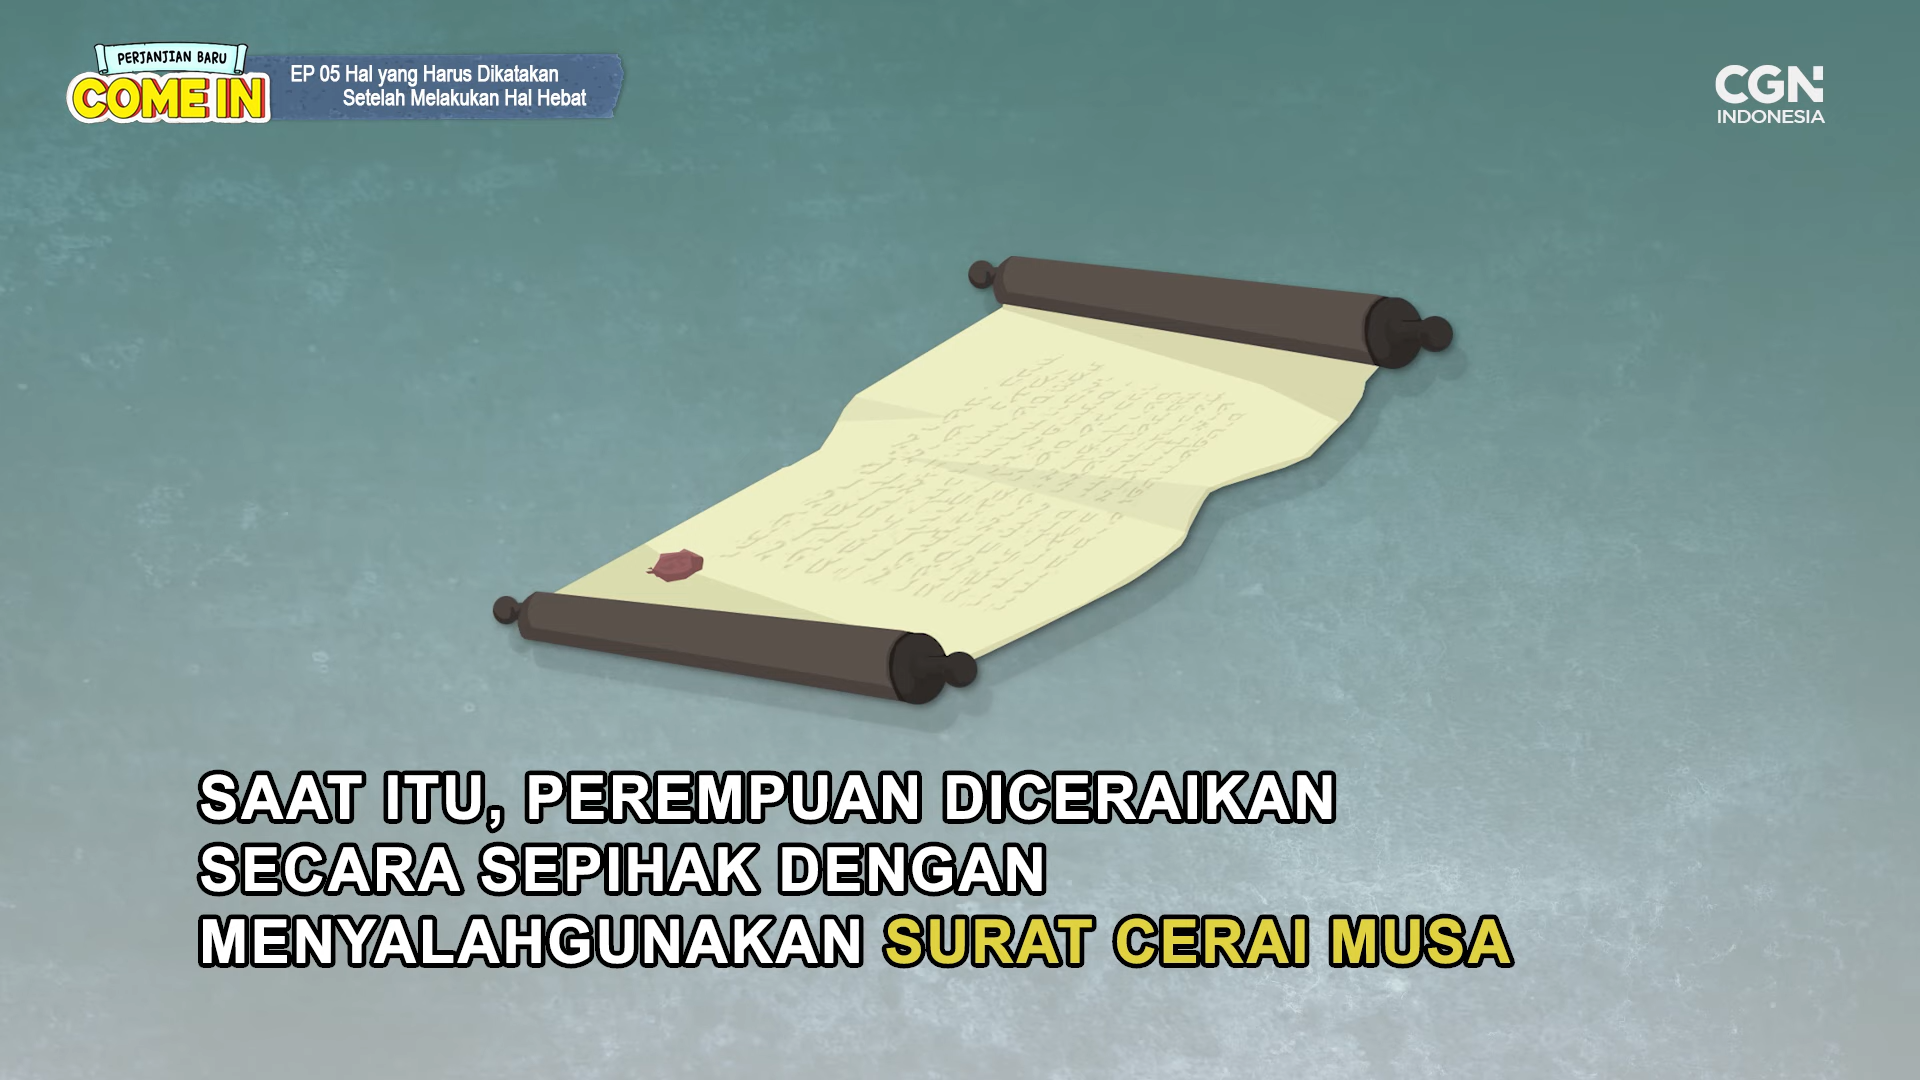 PERJANJIAN BARU
COME IN
EP 05 Hal yang Harus Dikatakan
Setelah Melakukan Hal Hebat
CGN
INDONESIA
SAAT ITU, PEREMPUAN DICERAIKAN
SECARA SEPIHAK DENGAN
MENYALAHGUNAKAN SURAT CERAI MUSA